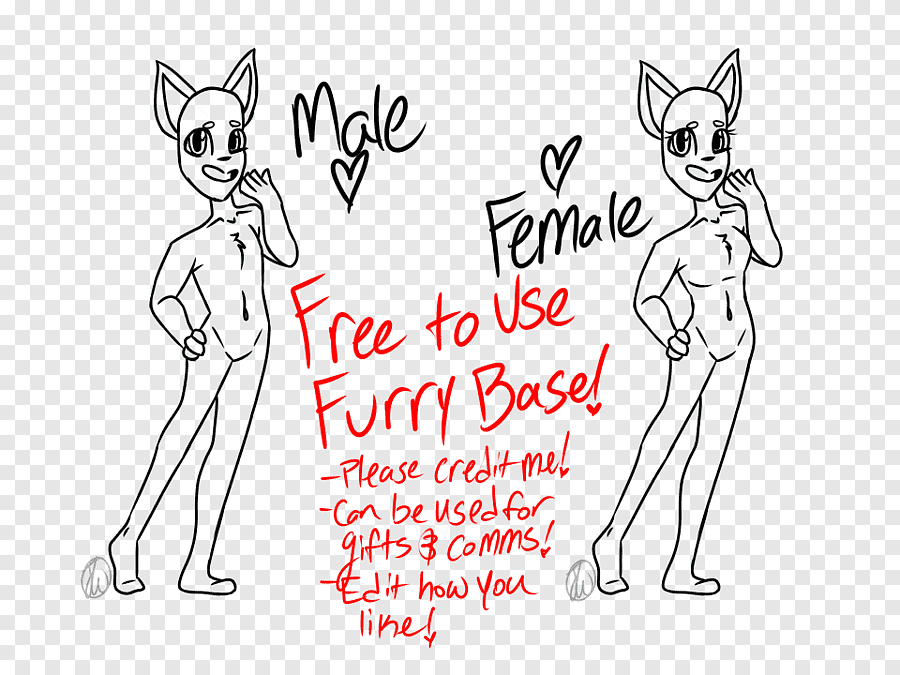 Male
Female
Free to Use
Furry Base!
-Please credit me!
-Can be used for
gifts & comms!
-Edit how you
like!